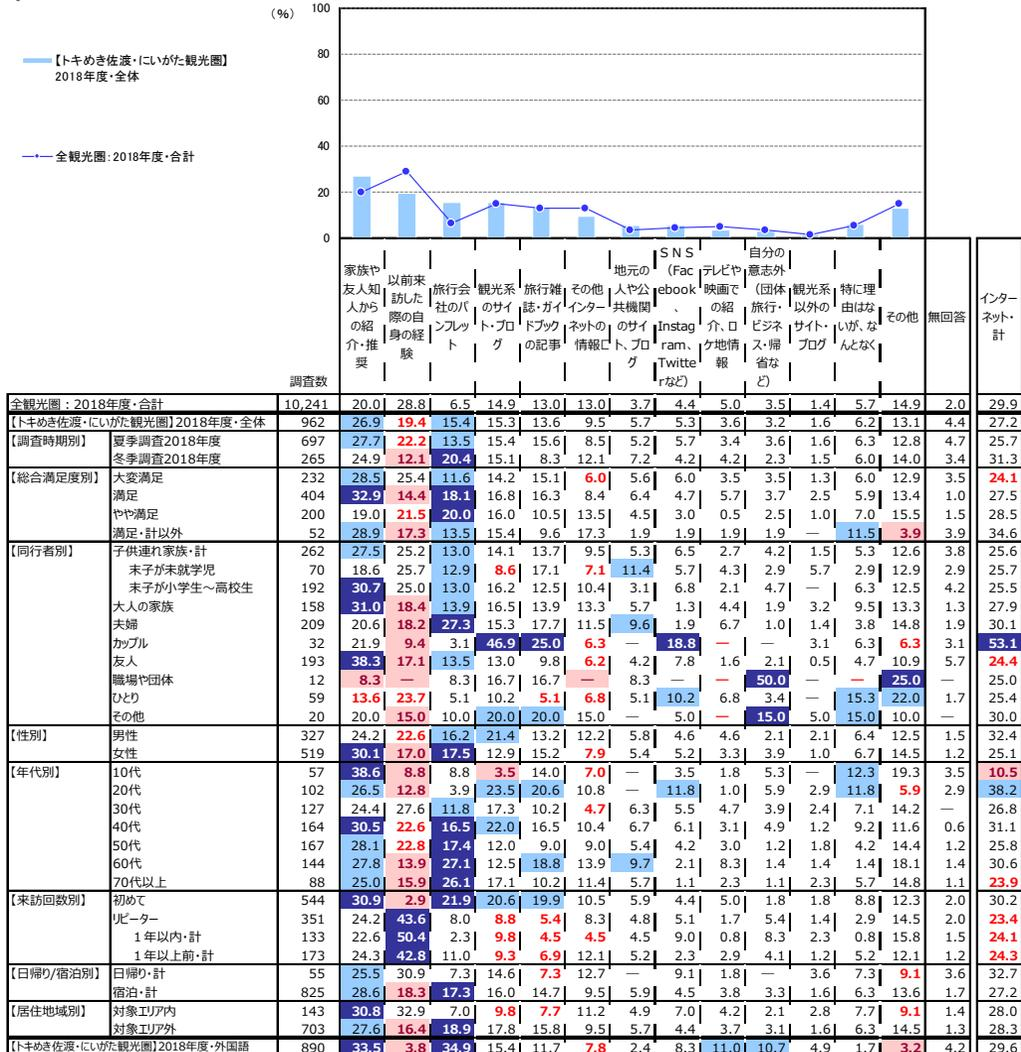 （%）
100
80
60
40
20
0
【トキめき佐渡・にいがた観光圏】
2018年度・全体
全観光圏：2018年度・合計
調査数 家族や友人知人からの紹介・推奨 以前来訪した際の自身の経験 旅行会社のパンフレット 観光系のサイト・ブログ 旅行雑誌・ガイドブックの記事 その他インターネットの情報 地元の人や公共機関のサイト、ブログ ＳＮＳ（Facebook、Instagram、Twitterなど） テレビや映画での紹介、ロケ地情報 自分の意志外（団体旅行・ビジネス・帰省など） 観光系以外のサイト・ブログ 特に理由はないが、なんとなく その他 無回答 インターネット・計
全観光圏：2018年度・合計 10,241 20.0 28.8 6.5 14.9 13.0 13.0 3.7 4.4 5.0 3.5 1.4 5.7 14.9 2.0 29.9
【トキめき佐渡・にいがた観光圏】2018年度・全体 962 26.9 19.4 15.4 15.3 13.6 9.5 5.7 5.3 3.6 3.2 1.6 6.2 13.1 4.4 27.2
【調査時期別】 夏季調査2018年度 697 27.7 22.2 13.5 15.4 15.6 8.5 5.2 5.7 3.4 3.6 1.6 6.3 12.8 4.7 25.7
冬季調査2018年度 265 24.9 12.1 20.4 15.1 8.3 12.1 7.2 4.2 4.2 2.3 1.5 6.0 14.0 3.4 31.3
【総合満足度別】 大変満足 232 28.5 25.4 11.6 14.2 15.1 6.0 5.6 6.0 3.5 3.5 1.3 6.0 12.9 3.5 24.1
満足 404 32.9 14.4 18.1 16.8 16.3 8.4 6.4 4.7 5.7 3.7 2.5 5.9 13.4 1.0 27.5
やや満足 200 19.0 21.5 20.0 16.0 10.5 13.5 4.5 3.0 0.5 2.5 1.0 7.0 15.5 1.5 28.5
満足・計以外 52 28.9 17.3 13.5 15.4 9.6 17.3 1.9 1.9 1.9 1.9 — 11.5 3.9 3.9 34.6
【同行者別】 子供連れ家族・計 262 27.5 25.2 13.0 14.1 13.7 9.5 5.3 6.5 2.7 4.2 1.5 5.3 12.6 3.8 25.6
末子が未就学児 70 18.6 25.7 12.9 8.6 17.1 7.1 11.4 5.7 4.3 2.9 5.7 2.9 12.9 2.9 25.7
末子が小学生～高校生 192 30.7 25.0 13.0 16.2 12.5 10.4 3.1 6.8 2.1 4.7 — 6.3 12.5 4.2 25.5
大人の家族 158 31.0 18.4 13.9 16.5 13.9 13.3 5.7 1.3 4.4 1.9 3.2 9.5 13.3 1.3 27.9
夫婦 209 20.6 18.2 27.3 15.3 17.7 11.5 9.6 1.9 6.7 1.0 1.4 3.8 14.8 1.9 30.1
カップル 32 21.9 9.4 3.1 46.9 25.0 6.3 3.1 18.8 — — 3.1 6.3 6.3 3.1 53.1
友人 193 38.3 17.1 13.5 13.0 9.8 6.2 4.2 7.8 1.6 2.1 0.5 4.7 10.9 5.7 24.4
職場や団体 12 8.3 — 8.3 16.7 16.7 — 8.3 — — 50.0 — — 25.0 — 25.0
ひとり 59 13.6 23.7 5.1 10.2 5.1 6.8 5.1 10.2 6.8 3.4 — 15.3 22.0 1.7 25.4
その他 20 20.0 15.0 10.0 20.0 20.0 15.0 — 5.0 — 15.0 5.0 15.0 10.0 — 30.0
【性別】 男性 327 24.2 22.6 16.2 21.4 13.2 12.2 5.8 4.6 4.6 2.1 2.1 6.4 12.5 1.5 32.4
女性 519 30.1 17.0 17.5 12.9 15.2 7.9 5.4 5.2 3.3 3.9 1.0 6.7 14.5 1.2 25.1
【年代別】 10代 57 38.6 8.8 8.8 3.5 14.0 7.0 — 3.5 1.8 5.3 — 12.3 19.3 3.5 10.5
20代 102 26.5 12.8 3.9 23.5 20.6 10.8 — 11.8 1.0 5.9 2.9 11.8 5.9 2.9 38.2
30代 127 24.4 27.6 11.8 17.3 10.2 4.7 6.3 5.5 4.7 3.9 2.4 7.1 14.2 — 26.8
40代 164 30.5 22.6 16.5 22.0 16.5 10.4 6.7 6.1 3.1 4.9 1.2 9.2 11.6 0.6 31.1
50代 167 28.1 22.8 17.4 12.0 9.0 9.0 5.4 4.2 3.0 1.2 1.8 4.2 14.4 1.2 25.8
60代 144 27.8 13.9 27.1 12.5 18.8 13.9 9.7 2.1 8.3 1.4 1.4 1.4 18.1 1.4 30.6
70代以上 88 25.0 15.9 26.1 17.1 10.2 11.4 5.7 1.1 2.3 1.1 2.3 5.7 14.8 1.1 23.9
【来訪回数別】 初めて 544 30.9 2.9 21.9 20.6 19.9 10.5 5.9 4.4 5.0 1.8 1.8 8.8 12.3 2.0 30.2
リピーター 351 24.2 43.6 8.0 8.8 5.4 8.3 4.8 5.1 1.7 5.4 1.4 2.9 14.5 2.0 23.4
１年以内・計 133 22.6 50.4 2.3 9.8 4.5 4.5 4.5 9.0 0.8 8.3 2.3 0.8 15.8 1.5 24.1
１年以上前・計 173 24.3 42.8 11.0 9.3 6.9 12.1 5.2 2.3 2.9 4.1 1.2 5.2 12.1 1.2 24.3
【日帰り/宿泊別】 日帰り・計 55 25.5 30.9 7.3 14.6 7.3 12.7 — 9.1 1.8 — 3.6 7.3 9.1 3.6 32.7
宿泊・計 825 28.6 18.3 17.3 16.0 14.7 9.5 5.9 4.5 3.8 3.3 1.6 6.3 13.6 1.7 27.2
【居住地域別】 対象エリア内 143 30.8 32.9 7.0 9.8 7.7 11.2 4.9 7.0 4.2 2.1 2.8 7.7 9.1 1.4 28.0
対象エリア外 703 27.6 16.4 18.9 17.8 15.8 9.5 5.7 4.4 3.7 3.1 1.6 6.3 14.5 1.3 28.3
【トキめき佐渡・にいがた観光圏】2018年度・外国語 890 33.5 3.8 34.9 15.4 11.7 7.8 2.4 8.3 11.0 10.7 4.9 1.7 3.2 4.2 29.6